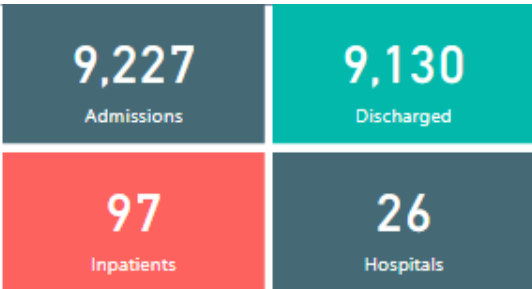 9,227
Admissions
9,130
Discharged
97
Inpatients
26
Hospitals